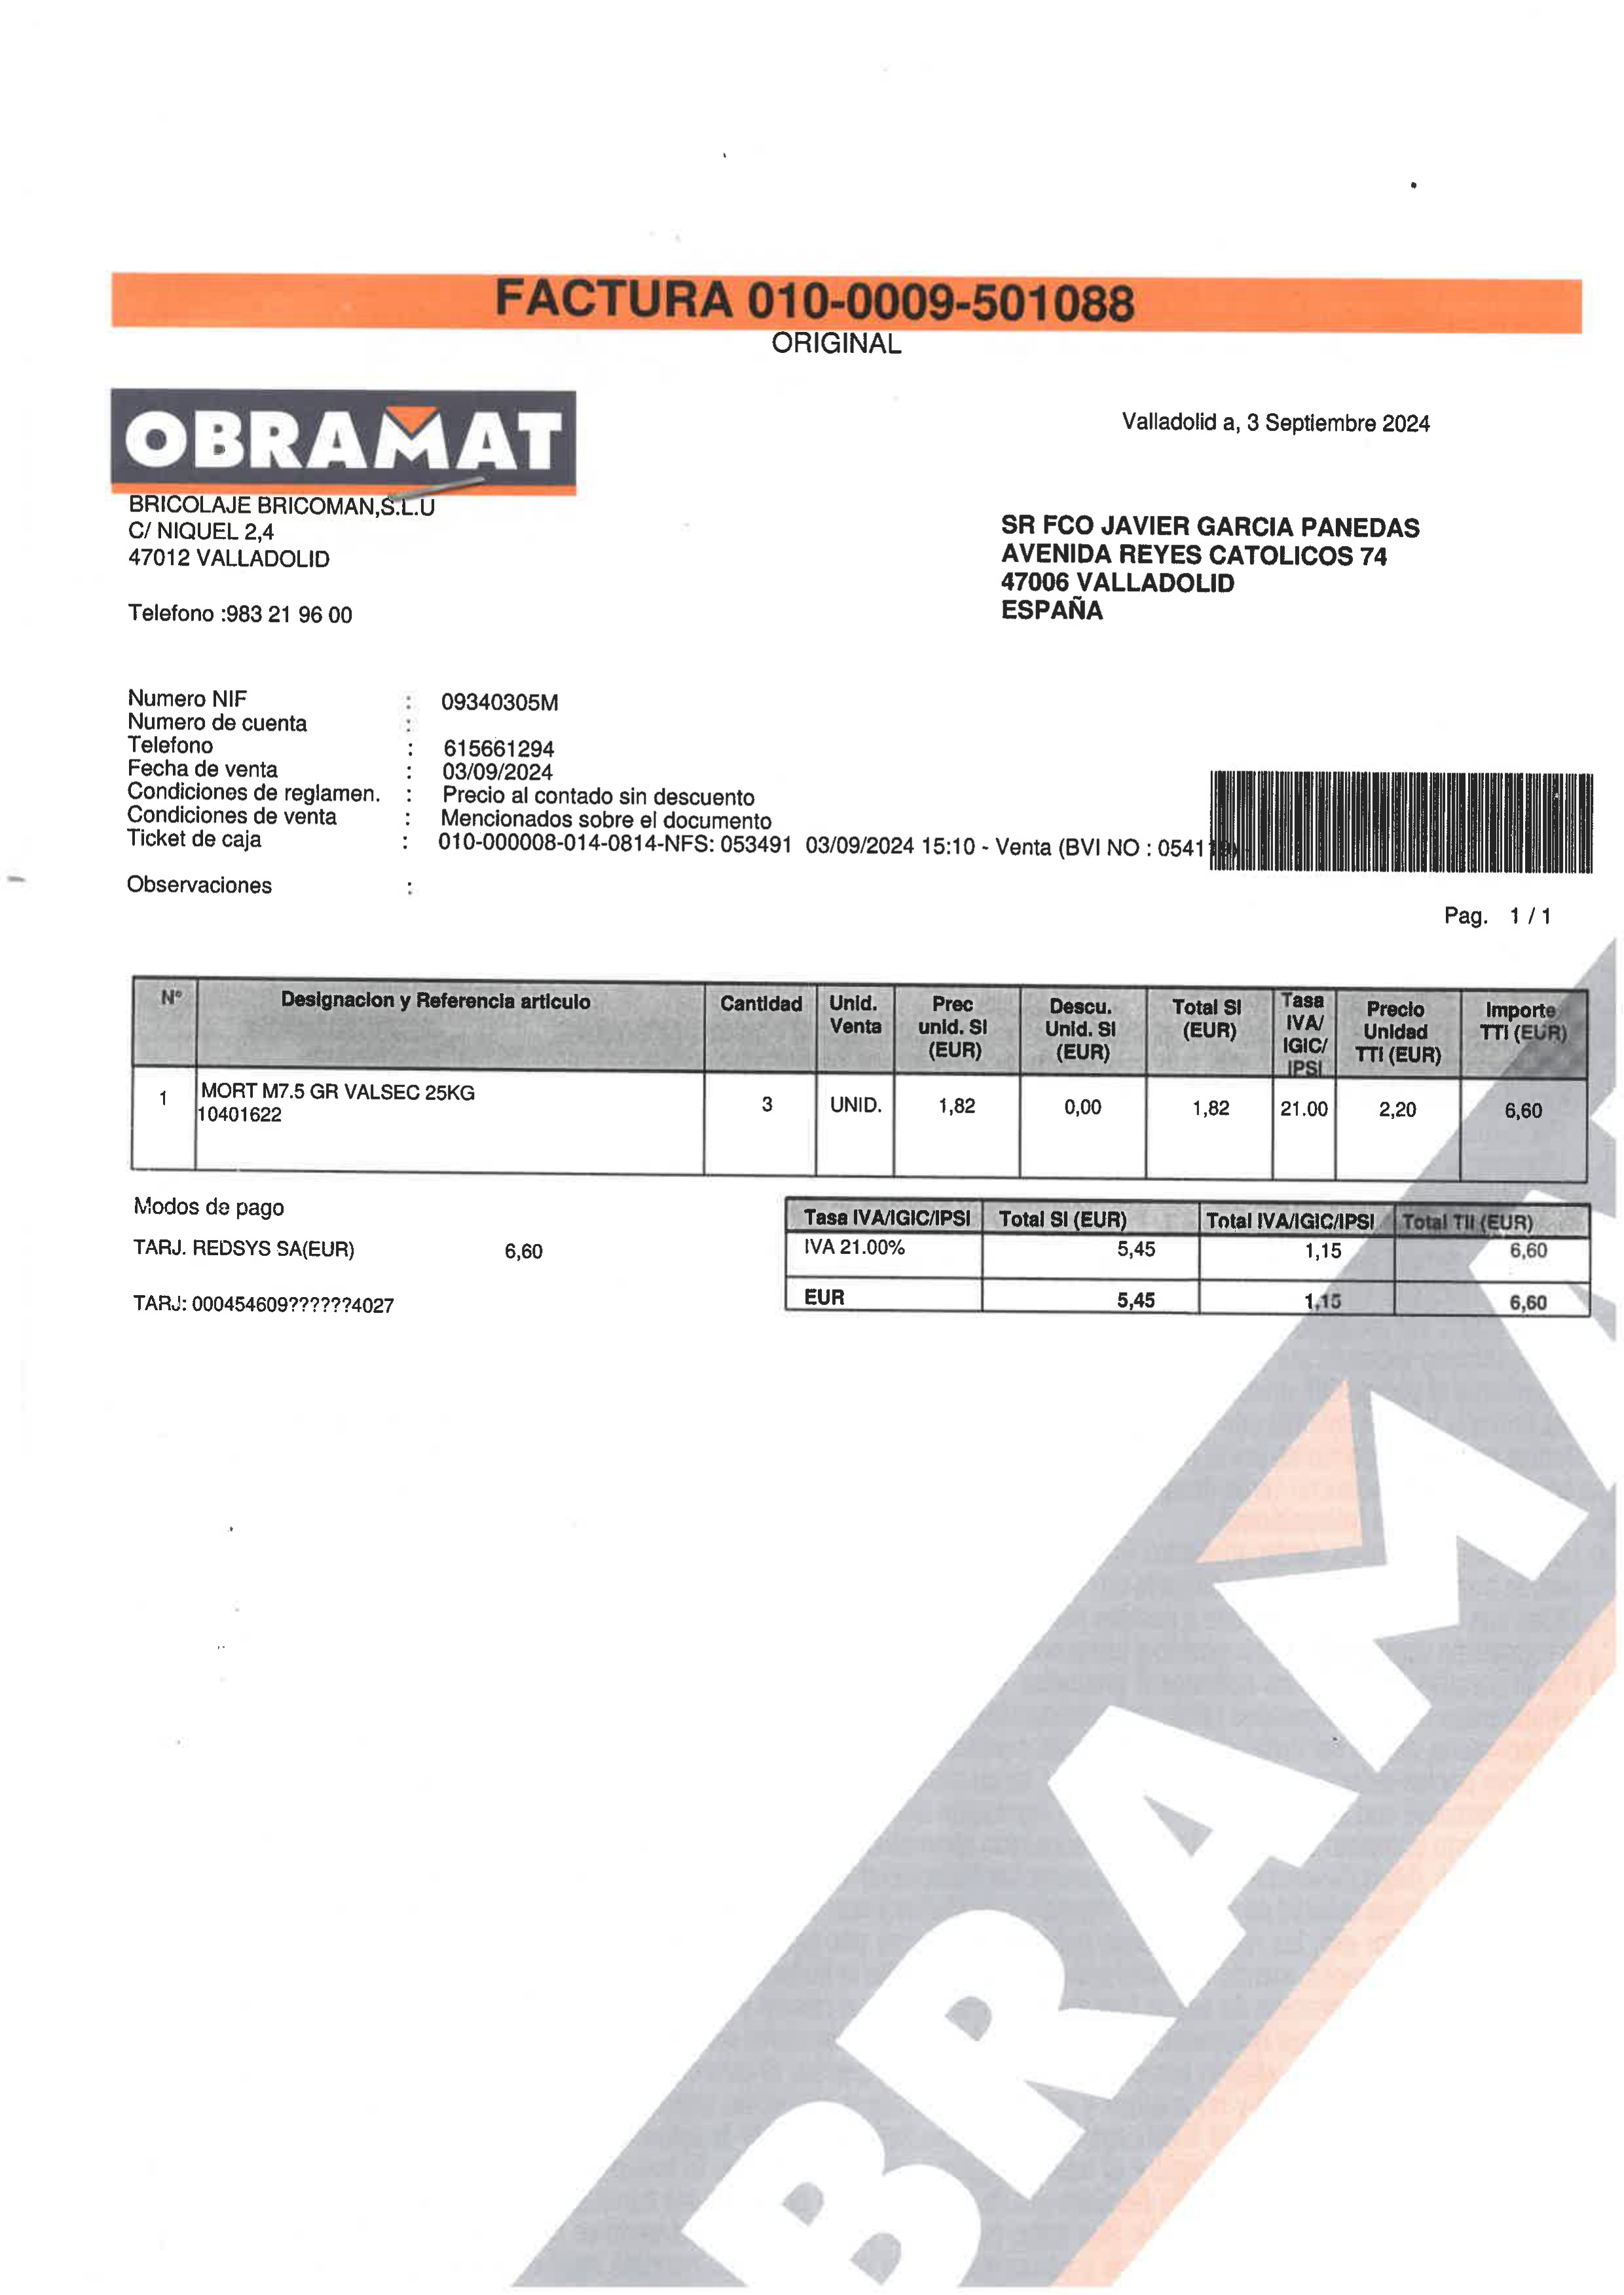 FACTURA 010-0009-501088
ORIGINAL
OBRAMAT
Valladolid a, 3 Septiembre 2024
BRICOLAJE BRICOMAN,S.L.U
C/ NIQUEL 2,4
47012 VALLADOLID
Telefono :983 21 96 00
SR FCO JAVIER GARCIA PANEDAS
AVENIDA REYES CATOLICOS 74
47006 VALLADOLID
ESPAÑA
Numero NIF : 09340305M
Numero de cuenta :
Telefono : 615661294
Fecha de venta : 03/09/2024
Condiciones de reglamen. : Precio al contado sin descuento
Condiciones de venta : Mencionados sobre el documento
Ticket de caja : 010-000008-014-0814-NFS: 053491 03/09/2024 15:10 - Venta (BVI NO : 0541
Observaciones :
Pag. 1 / 1
Nº Designacion y Referencia articulo Cantidad Unid. Venta Prec unid. SI (EUR) Descu. Unid. SI (EUR) Total SI (EUR) Tasa IVA/ IGIC/ IPSI Precio Unidad TTI (EUR) Importe TTI (EUR)
1 MORT M7.5 GR VALSEC 25KG 3 UNID. 1,82 0,00 1,82 21.00 2,20 6,60
10401622
Modos de pago
TARJ. REDSYS SA(EUR) 6,60
TARJ: 000454609??????4027
Tasa IVA/IGIC/IPSI Total SI (EUR) Total IVA/IGIC/IPSI Total TII (EUR)
IVA 21.00% 5,45 1,15 6,60
EUR 5,45 1,15 6,60
BRAMA